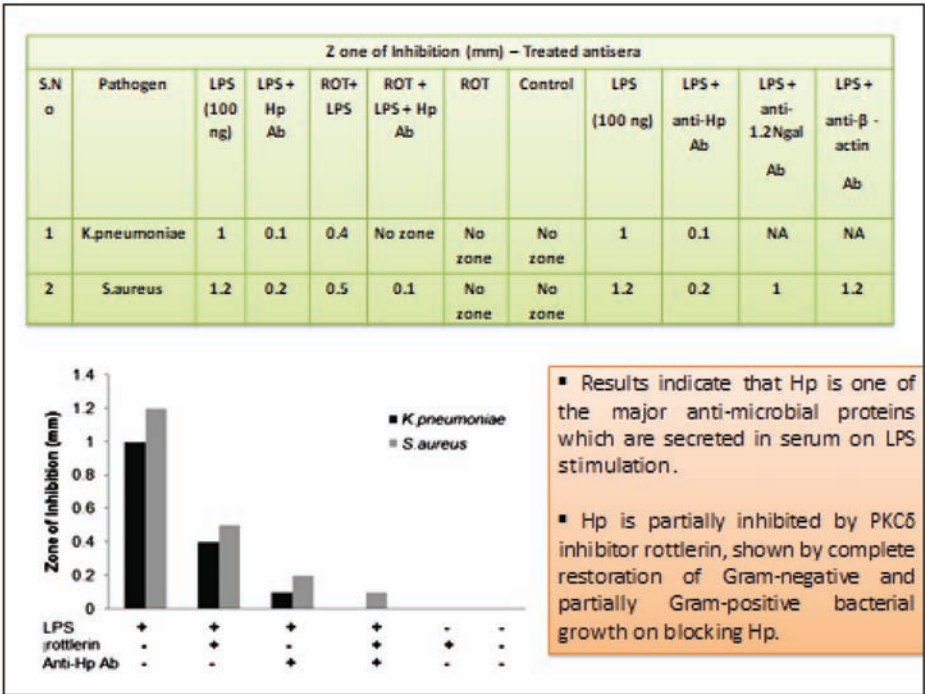 Z one of Inhibition (mm) – Treated antisera
S.N o Pathogen LPS (100 ng) LPS + Hp Ab ROT+ LPS ROT + LPS + Hp Ab ROT Control LPS (100 ng) LPS + anti-Hp Ab LPS + anti- 1.2Ngal Ab LPS + anti-β - actin Ab
1 K.pneumoniae 1 0.1 0.4 No zone No zone No zone 1 0.1 NA NA
2 S.aureus 1.2 0.2 0.5 0.1 No zone No zone 1.2 0.2 1 1.2
Zone of Inhibition (mm)
1.4
1.2
1
0.8
0.6
0.4
0.2
0
K.pneumoniae
S.aureus
LPS + + + + - -
rottlerin - + - + + -
Anti-Hp Ab - - + + - -
▪ Results indicate that Hp is one of
the major anti-microbial proteins
which are secreted in serum on LPS
stimulation.
▪ Hp is partially inhibited by PKCδ
inhibitor rottlerin, shown by complete
restoration of Gram-negative and
partially Gram-positive bacterial
growth on blocking Hp.